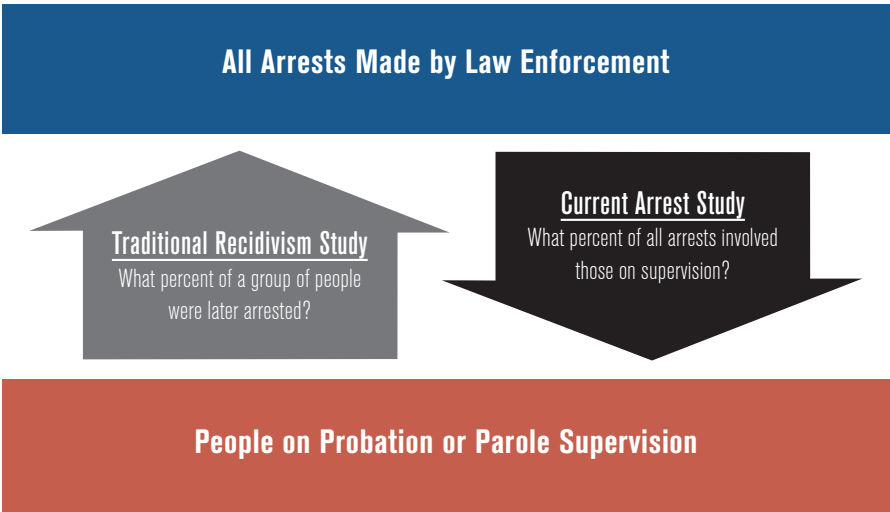 All Arrests Made by Law Enforcement
Traditional Recidivism Study
What percent of a group of people
were later arrested?
Current Arrest Study
What percent of all arrests involved
those on supervision?
People on Probation or Parole Supervision